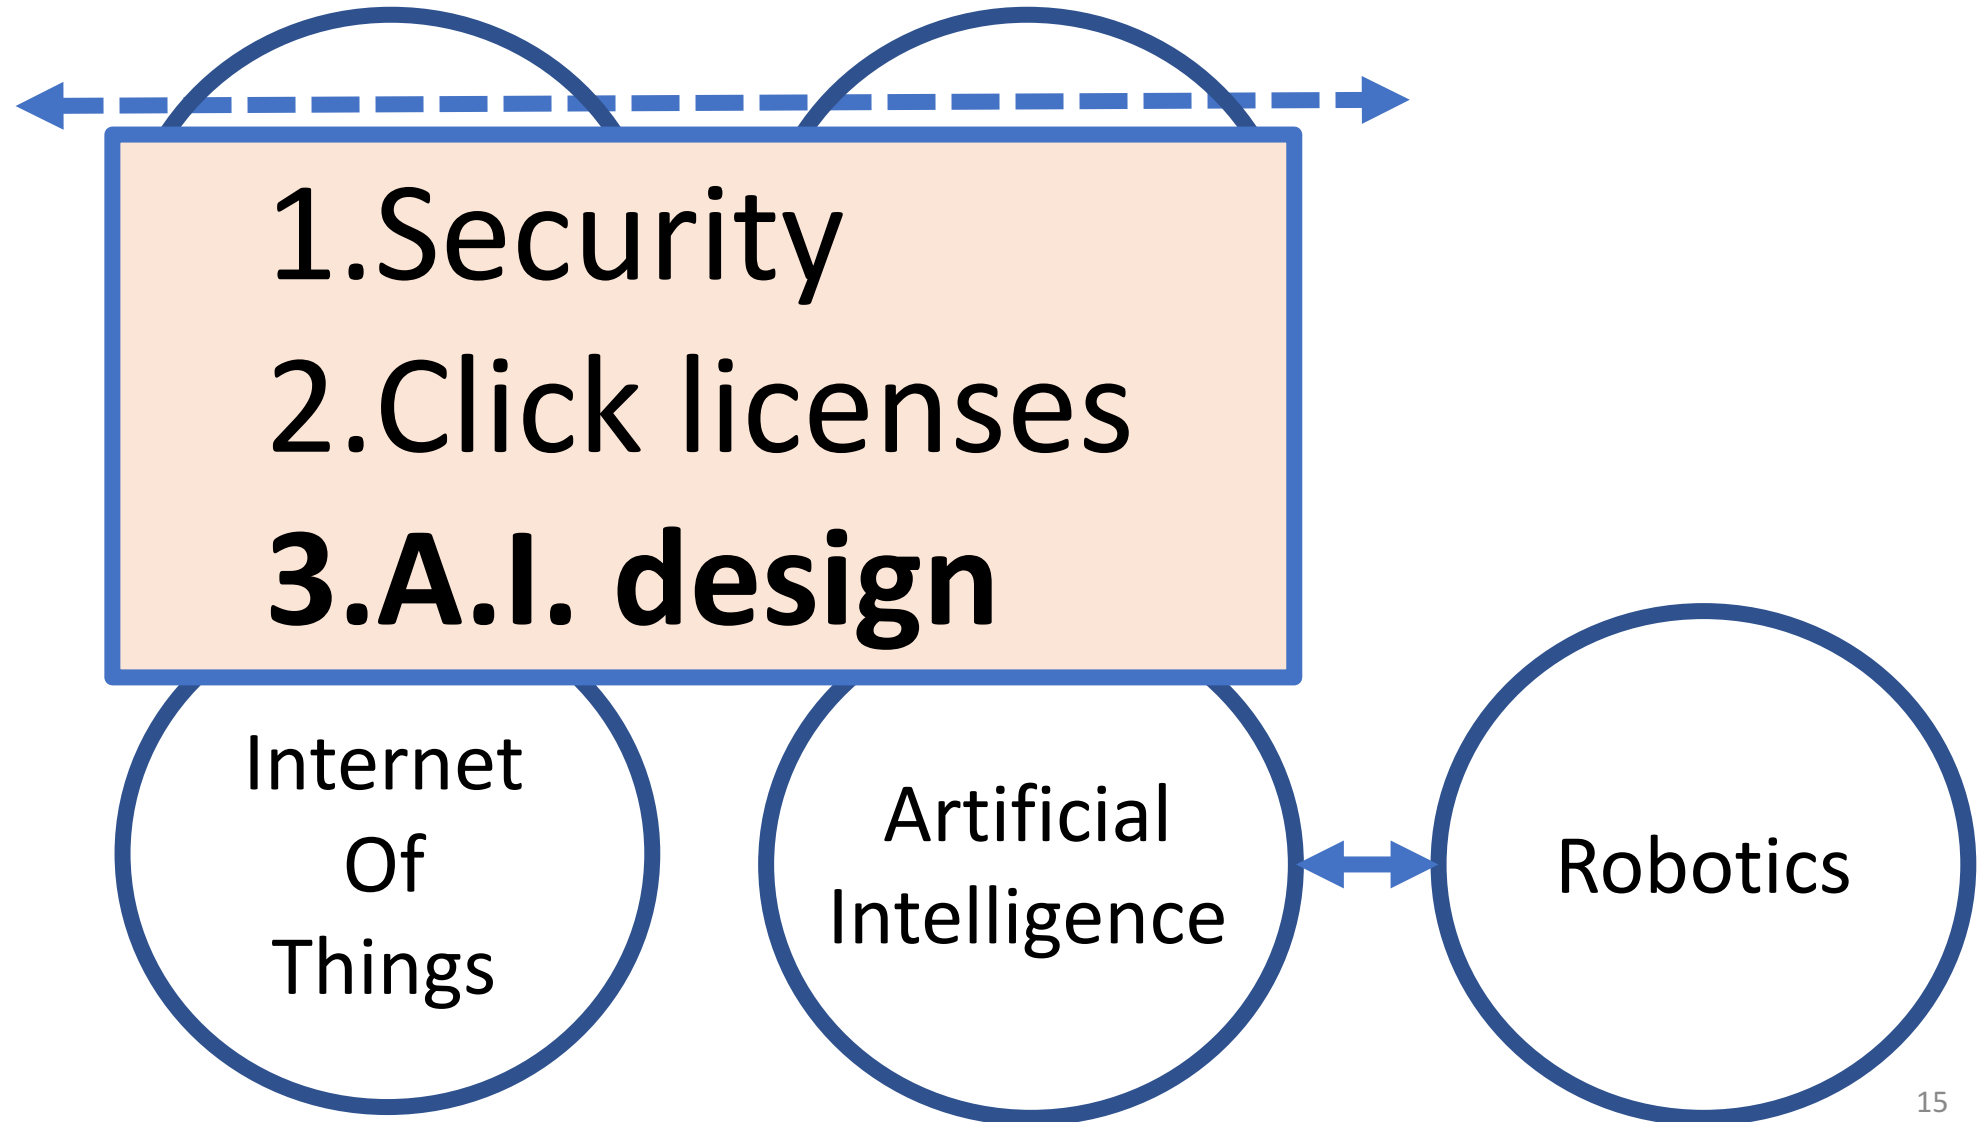 1.Security
2.Click licenses
3.A.I. design
Internet
Of
Things
Artificial
Intelligence
Robotics
15